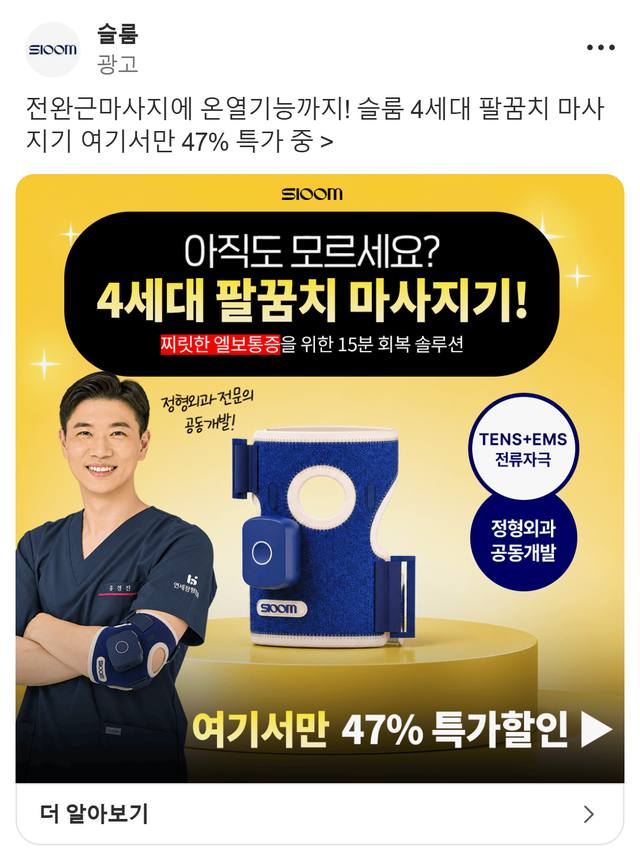 SIOOM
슬룸
광고
전완근마사지에 온열기능까지! 슬룸 4세대 팔꿈치 마사
지기 여기서만 47% 특가 중 >
SIOOM
아직도 모르세요?
4세대 팔꿈치 마사지기!
찌릿한 엘보통증을 위한 15분 회복 솔루션
정형외과 전문의
공동개발!
TENS+EMS
전류자극
정형외과
공동개발
SIOOM
SIOOM
여기서만 47% 특가할인 ▶
더 알아보기